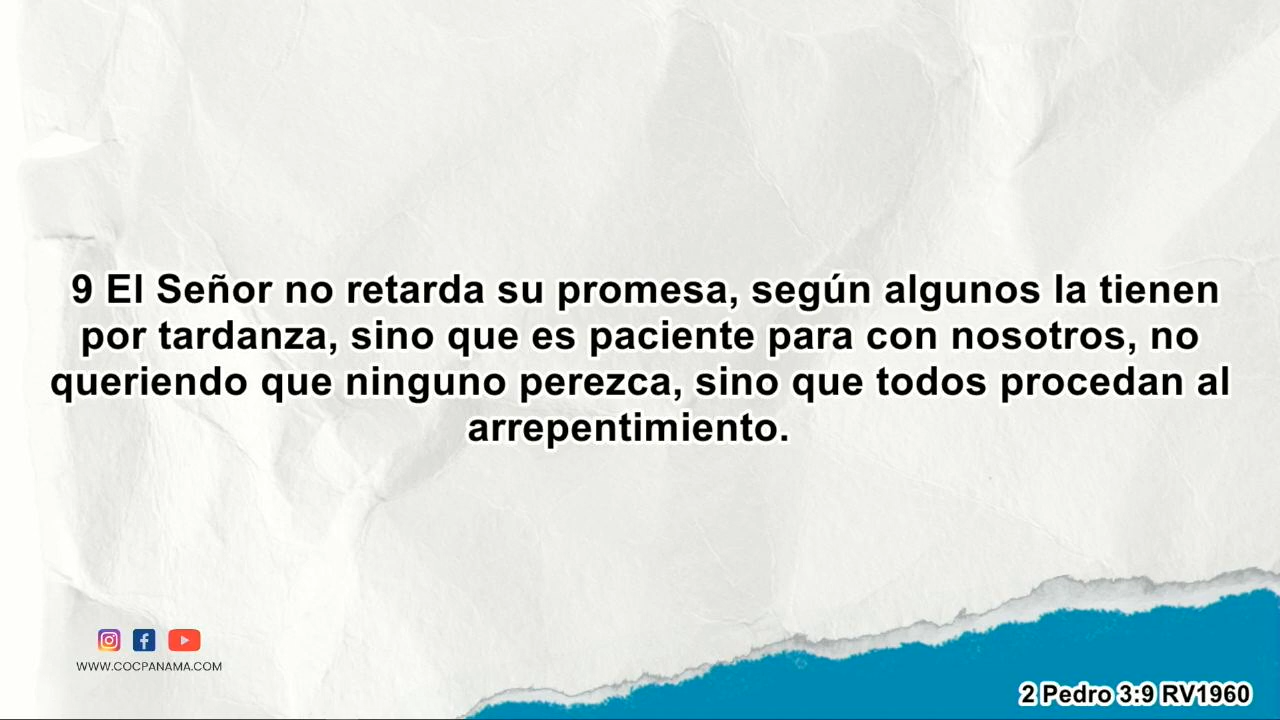 9 El Señor no retarda su promesa, según algunos la tienen
por tardanza, sino que es paciente para con nosotros, no
queriendo que ninguno perezca, sino que todos procedan al
arrepentimiento.
WWW.COCPANAMA.COM
2 Pedro 3:9 RV1960